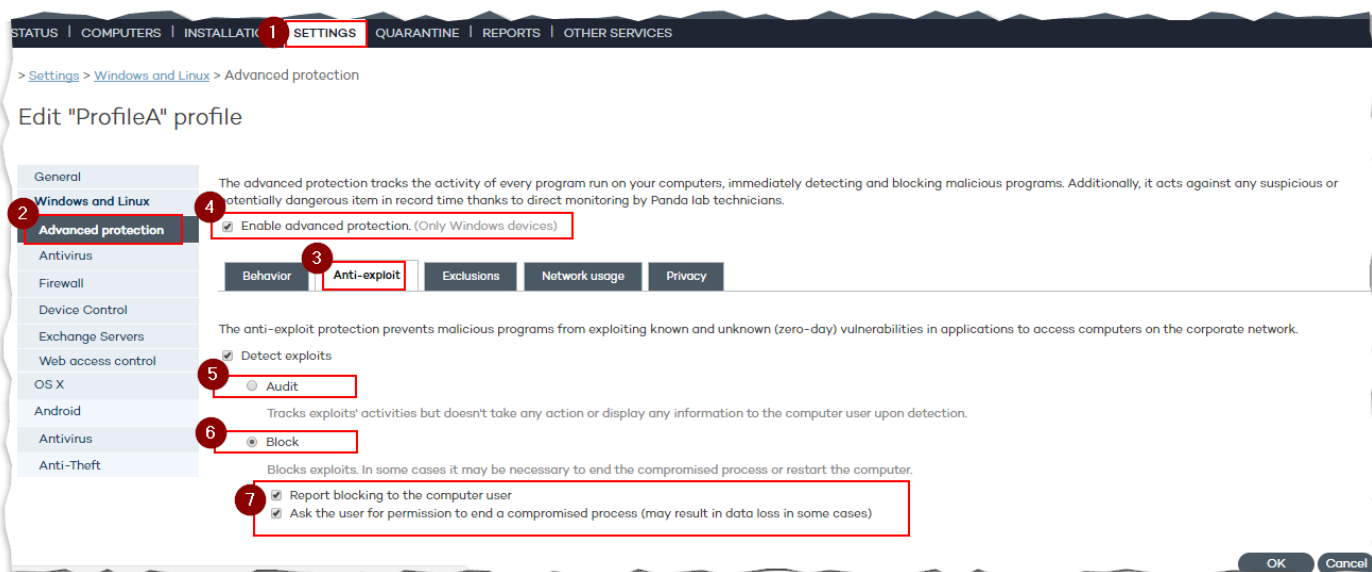 STATUS | COMPUTERS | INSTALLATIO 1 SETTINGS QUARANTINE | REPORTS | OTHER SERVICES
> Settings > Windows and Linux > Advanced protection
Edit "ProfileA" profile
General
The advanced protection tracks the activity of every program run on your computers, immediately detecting and blocking malicious programs. Additionally, it acts against any suspicious or
Windows and Linux
potentially dangerous item in record time thanks to direct monitoring by Panda lab technicians.
2
4
Advanced protection
Enable advanced protection. (Only Windows devices)
Antivirus
3
Firewall
Behavior Anti-exploit Exclusions Network usage Privacy
Device Control
Exchange Servers
The anti-exploit protection prevents malicious programs from exploiting known and unknown (zero-day) vulnerabilities in applications to access computers on the corporate network.
Web access control
Detect exploits
OS X
5 Audit
Android
Tracks exploits' activities but doesn't take any action or display any information to the computer user upon detection.
Antivirus
6 Block
Anti-Theft
Blocks exploits. In some cases it may be necessary to end the compromised process or restart the computer.
7 Report blocking to the computer user
Ask the user for permission to end a compromised process (may result in data loss in some cases)
OK Cancel